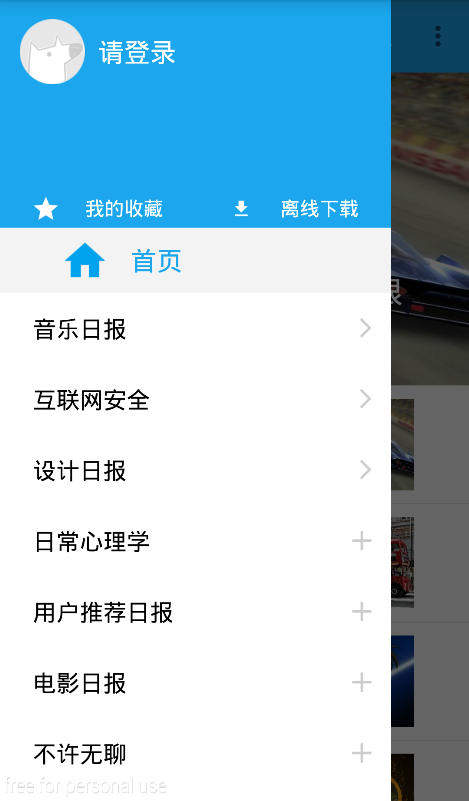 请登录
我的收藏
离线下载
首页
音乐日报
互联网安全
设计日报
日常心理学
用户推荐日报
电影日报
不许无聊
free for personal use